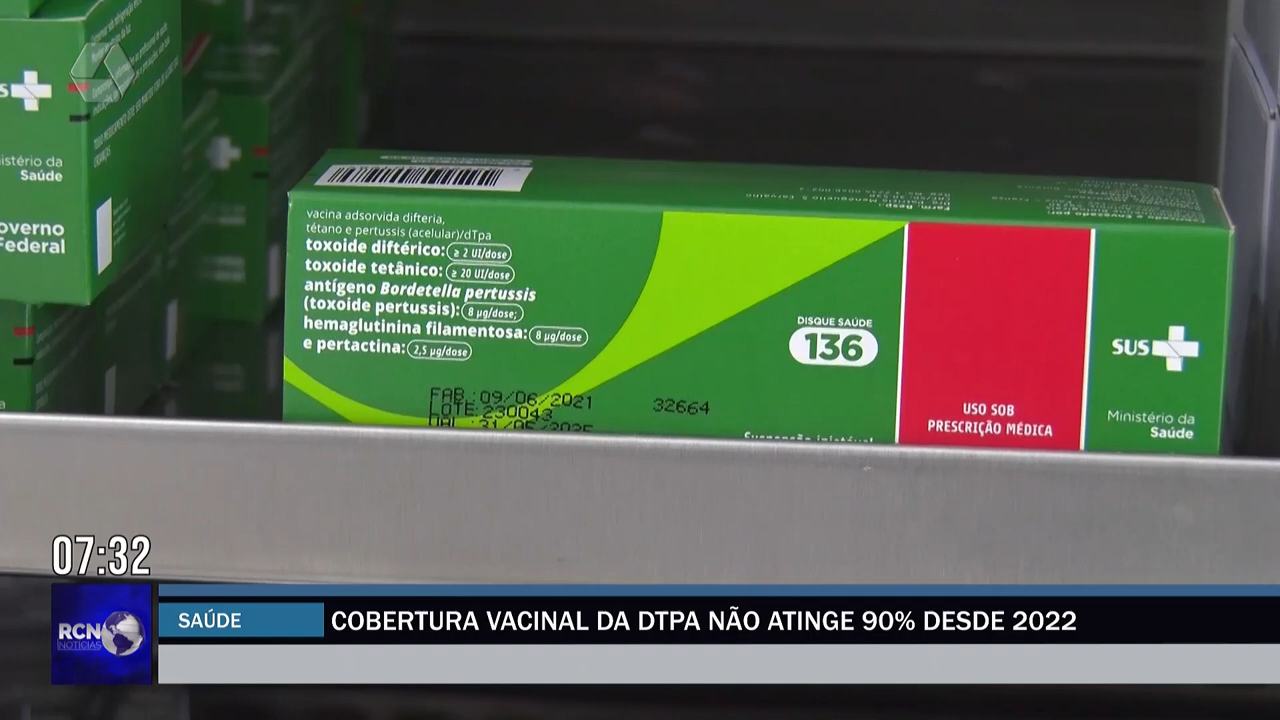 SUS
Ministério da
Saúde
Governo
Federal
vacina adsorvida difteria,
tétano e pertussis (acelular)/dTpa
toxoide diftérico: ≥ 2 UI/dose
toxoide tetânico: ≥ 20 UI/dose
antígeno Bordetella pertussis
(toxoide pertussis): 8 µg/dose;
hemaglutinina filamentosa: 8 µg/dose
e pertactina: 2,5 µg/dose
FAB.:09/06/2021
LOTE:230043
32664
DISQUE SAÚDE
136
USO SOB
PRESCRIÇÃO MÉDICA
SUS
Ministério da
Saúde
07:32
RCN
NOTÍCIAS
SAÚDE
COBERTURA VACINAL DA DTPA NÃO ATINGE 90% DESDE 2022